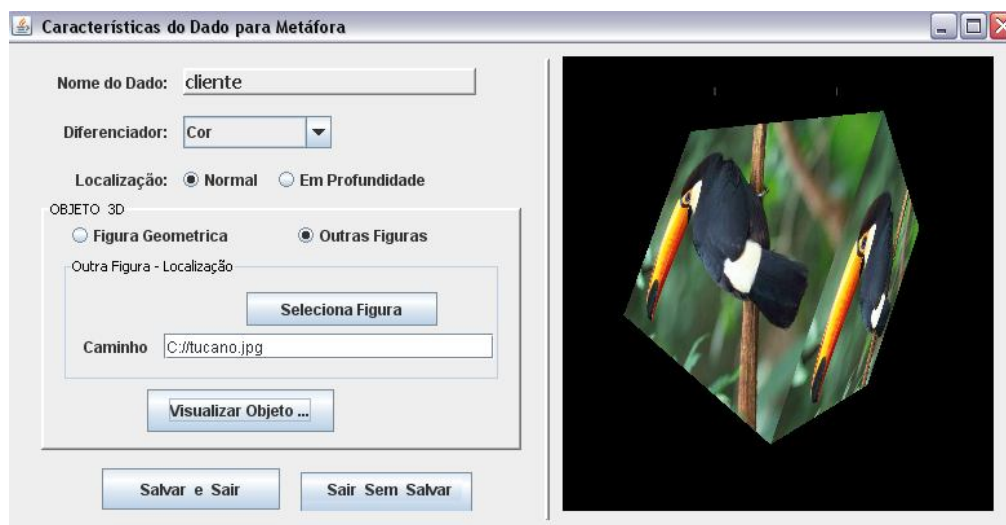 Características do Dado para Metáfora
Nome do Dado: cliente
Diferenciador: Cor
Localização: Normal Em Profundidade
OBJETO 3D
Figura Geometrica Outras Figuras
Outra Figura - Localização
Seleciona Figura
Caminho C://tucano.jpg
Visualizar Objeto ...
Salvar e Sair Sair Sem Salvar